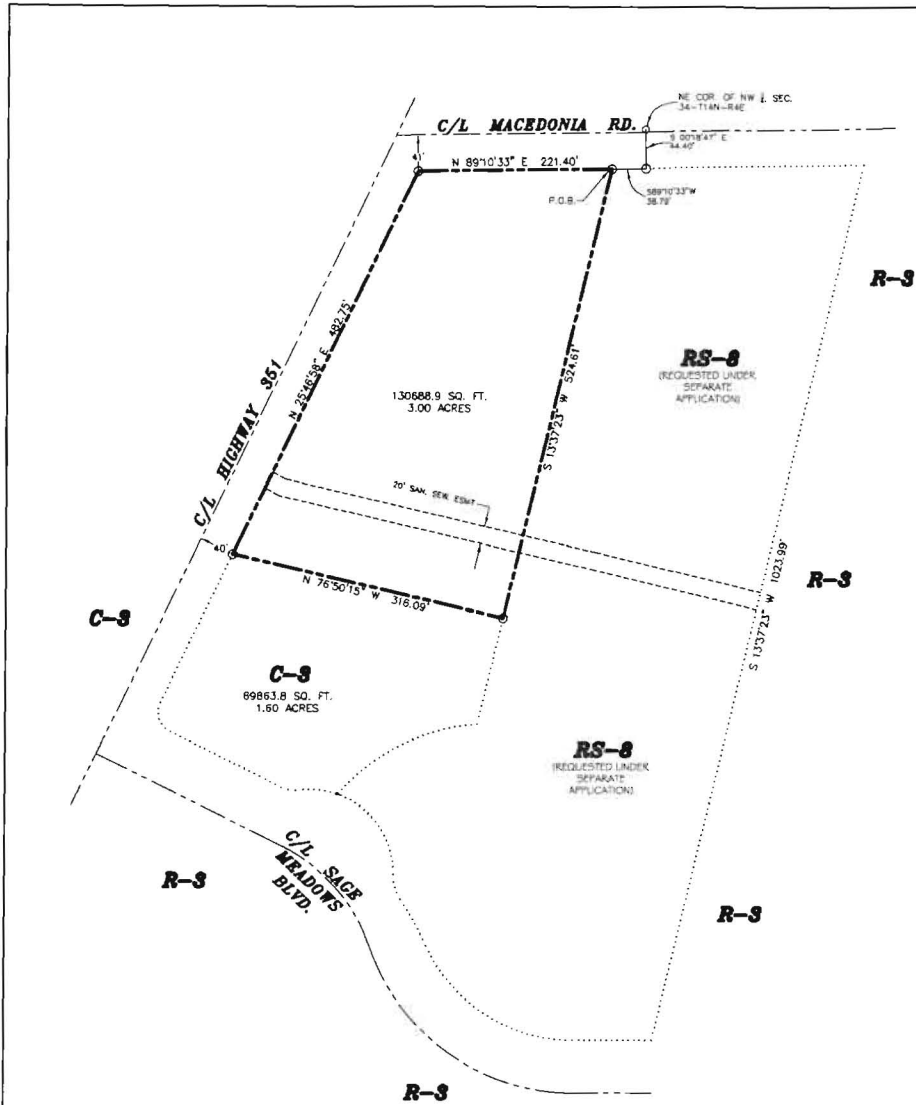 NE COR. OF NW ¼ SEC.
34-T14N-R4E
C/L MACEDONIA RD.
S 00°18'47" E
44.40'
N 89°10'33" E 221.40'
P.O.B.
S89°10'33"W
38.79'
R-3
RS-8
(REQUESTED UNDER
SEPARATE
APPLICATION)
N 25°46'58" E 482.75'
C/L HIGHWAY 351
130688.9 SQ. FT.
3.00 ACRES
S 13°37'23" W 524.61'
20' SAN. SEW. ESMT.
40'
N 76°50'15" W 316.09'
S 13°37'23" W 1023.99'
R-3
C-3
C-3
69863.8 SQ. FT.
1.60 ACRES
RS-8
(REQUESTED UNDER
SEPARATE
APPLICATION)
C/L SAGE
MEADOWS
BLVD.
R-3
R-3
R-3